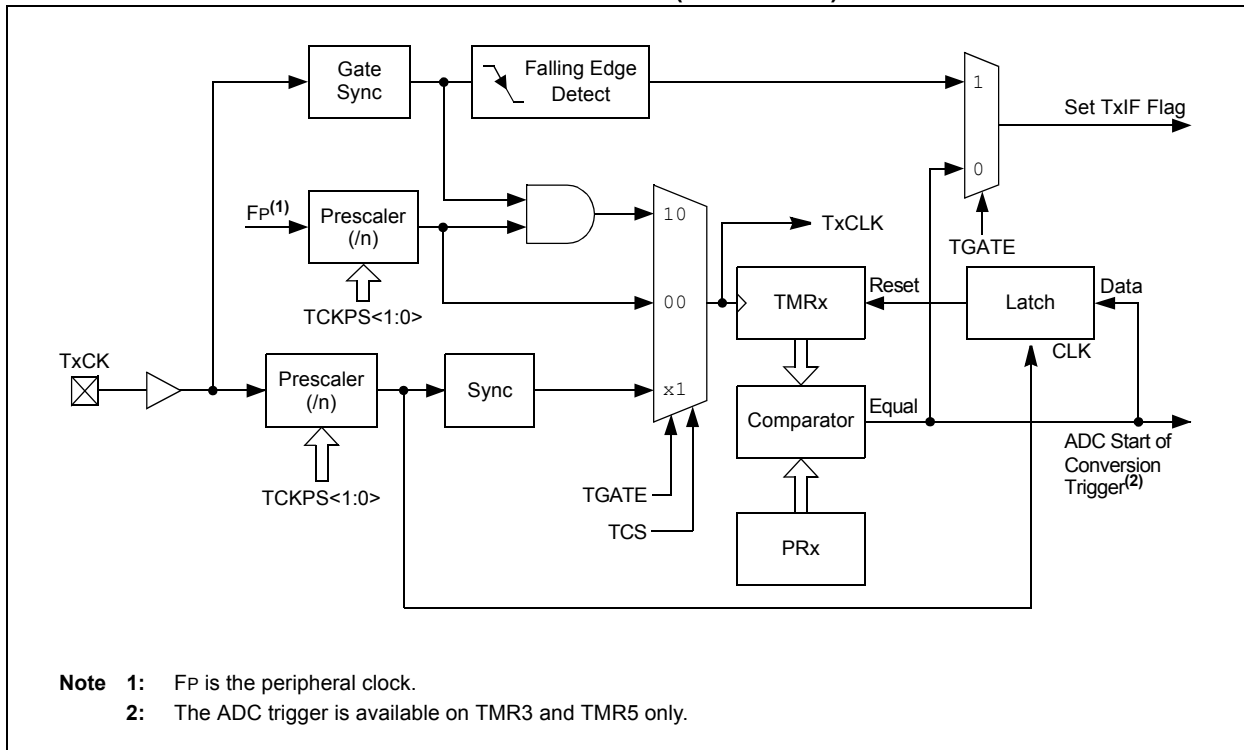 Gate
Sync
Falling Edge
Detect
1
Set TxIF Flag
0
FP(1)
Prescaler
(/n)
10
TxCLK
TGATE
TCKPS<1:0>
00
TMRx
Reset
Latch
Data
CLK
TxCK
Prescaler
(/n)
Sync
x1
Comparator
Equal
ADC Start of
Conversion
Trigger(2)
TCKPS<1:0>
TGATE
TCS
PRx
Note 1: FP is the peripheral clock.
2: The ADC trigger is available on TMR3 and TMR5 only.